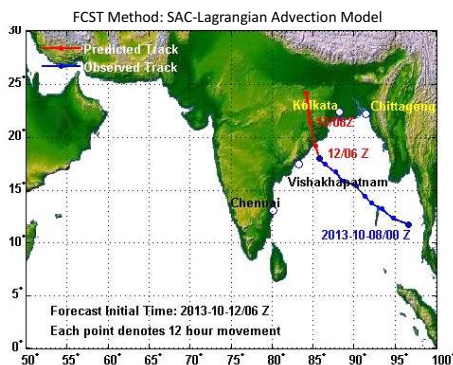 FCST Method: SAC-Lagrangian Advection Model
30
Predicted Track
Observed Track
25
Kolkata
Chittagong
20
12/06 Z
Vishakhapatnam
15
Chennai
2013-10-08/00 Z
10
5
Forecast Initial Time: 2013-10-12/06 Z
Each point denotes 12 hour movement
0
50 55 60 65 70 75 80 85 90 95 100